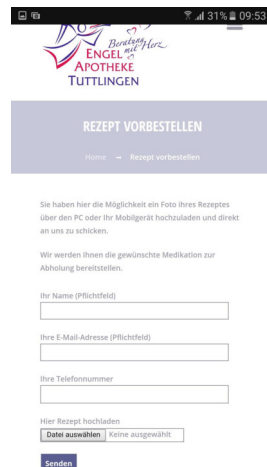 31% 09:53
Beratung mit Herz
ENGEL
APOTHEKE
TUTTLINGEN
REZEPT VORBESTELLEN
Home → Rezept vorbestellen
Sie haben hier die Möglichkeit ein Foto ihres Rezeptes
über den PC oder Ihr Mobilgerät hochzuladen und direkt
an uns zu schicken.
Wir werden Ihnen die gewünschte Medikation zur
Abholung bereitstellen.
Ihr Name (Pflichtfeld)
Ihre E-Mail-Adresse (Pflichtfeld)
Ihre Telefonnummer
Hier Rezept hochladen
Datei auswählen Keine ausgewählt
Senden